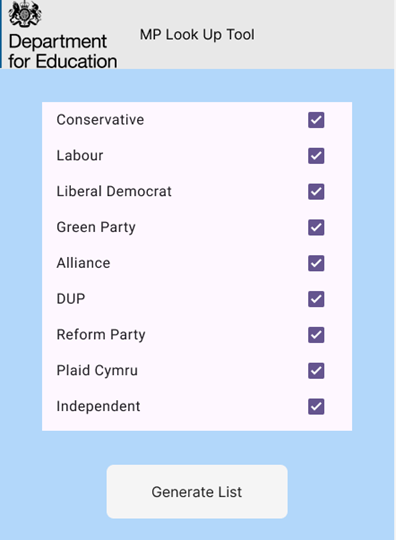 Department
for Education
MP Look Up Tool
Conservative
Labour
Liberal Democrat
Green Party
Alliance
DUP
Reform Party
Plaid Cymru
Independent
Generate List